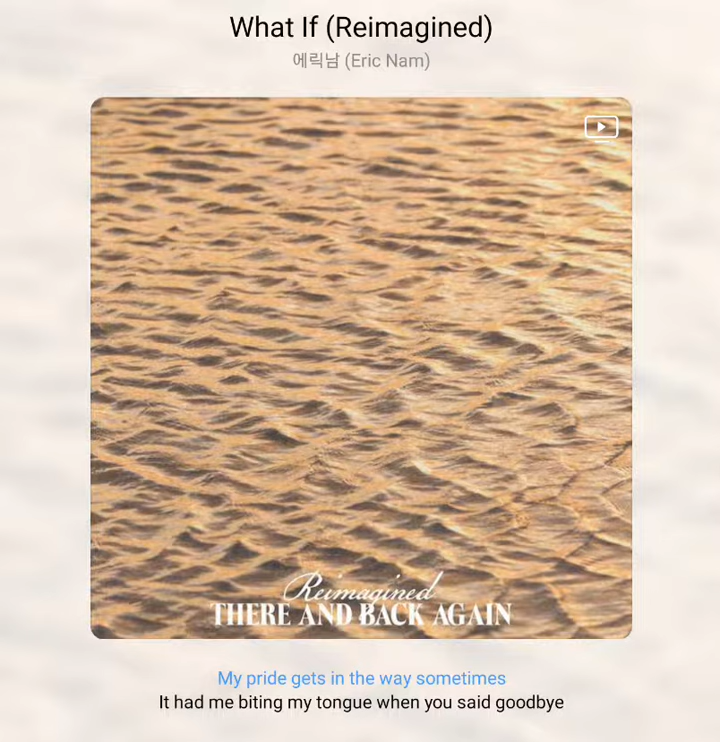 What If (Reimagined)
에릭남 (Eric Nam)
Reimagined
THERE AND BACK AGAIN
My pride gets in the way sometimes
It had me biting my tongue when you said goodbye